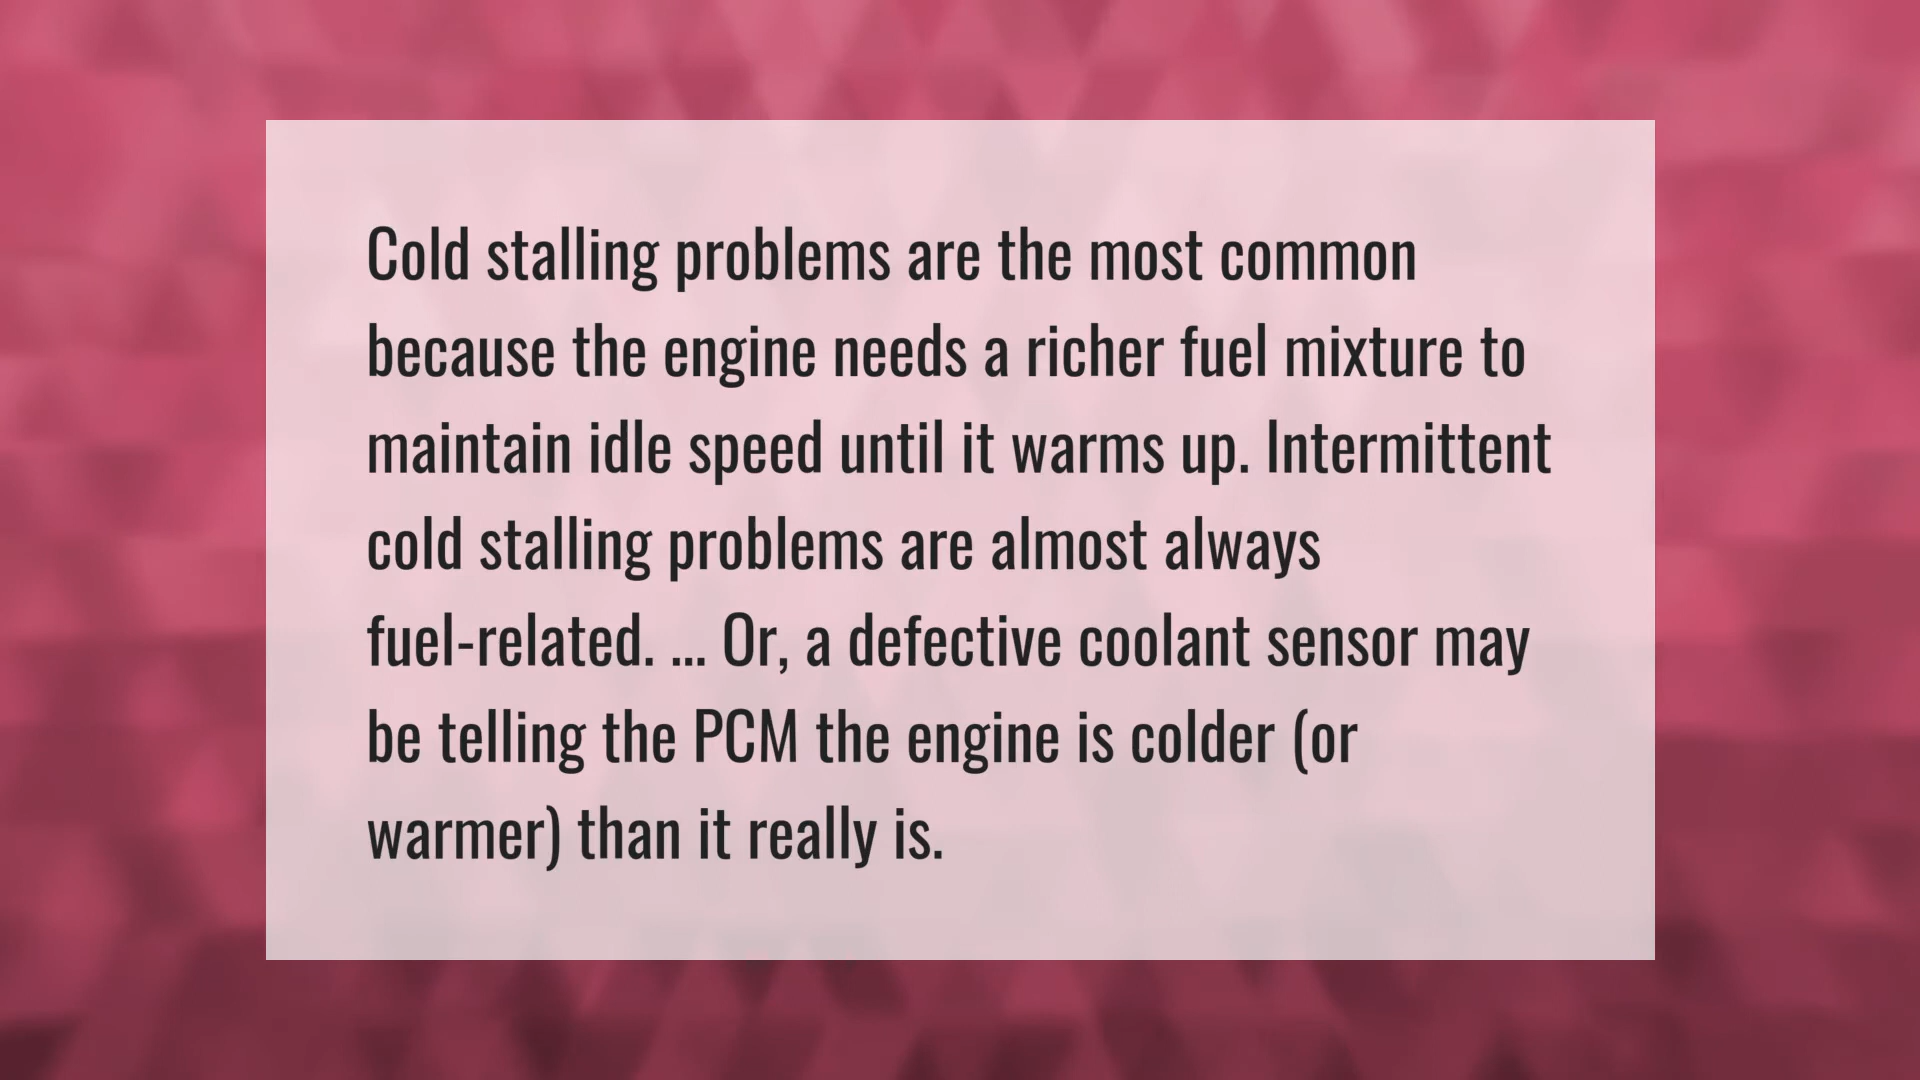 Cold stalling problems are the most common
because the engine needs a richer fuel mixture to
maintain idle speed until it warms up. Intermittent
cold stalling problems are almost always
fuel-related. ... Or, a defective coolant sensor may
be telling the PCM the engine is colder (or
warmer) than it really is.